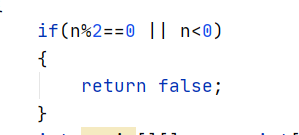 if(n%2==0 || n<0)
{
return false;
}